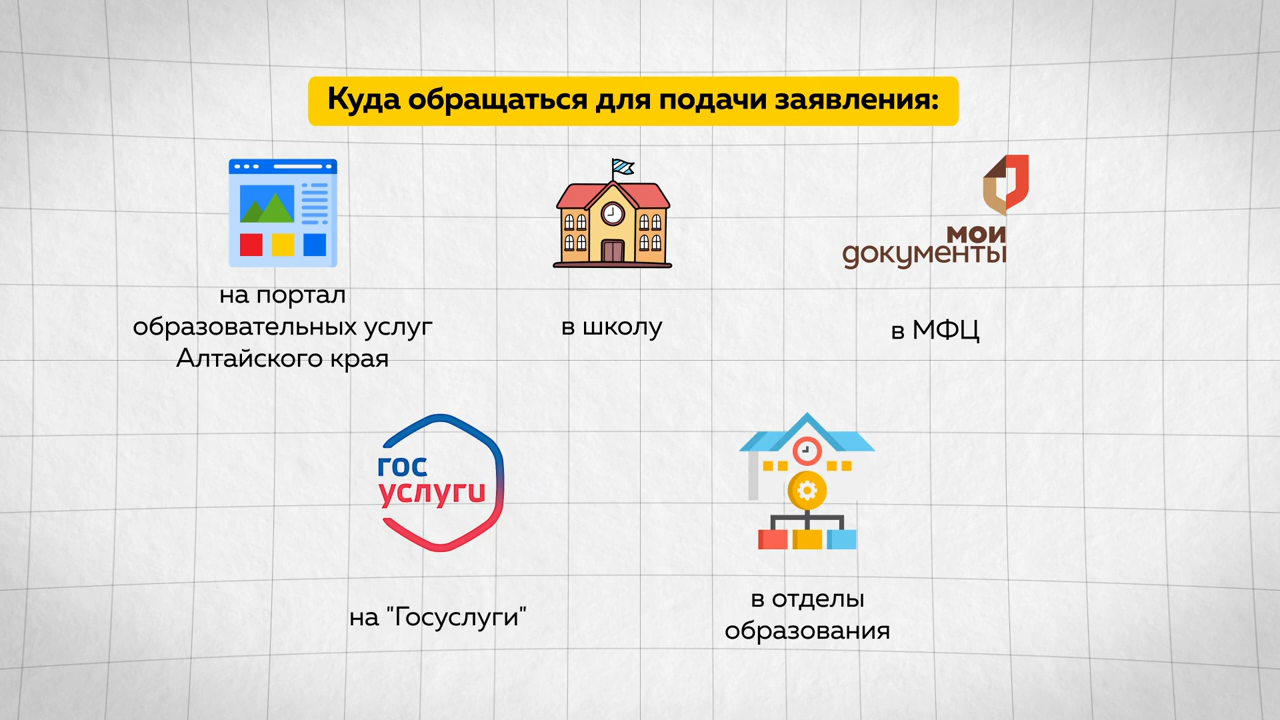 Куда обращаться для подачи заявления:
на портал
образовательных услуг
Алтайского края
в школу
мои
документы
в МФЦ
гос
услуги
на "Госуслуги"
в отделы
образования